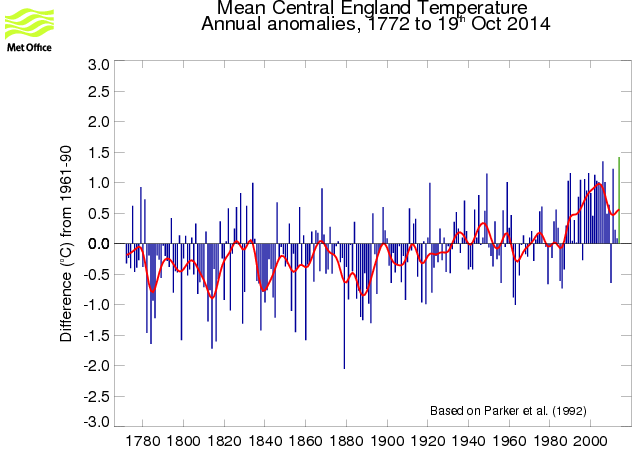 Mean Central England Temperature
Annual anomalies, 1772 to 19th Oct 2014
Met Office
Difference (°C) from 1961-90
3.0
2.5
2.0
1.5
1.0
0.5
0.0
-0.5
-1.0
-1.5
-2.0
-2.5
-3.0
Based on Parker et al. (1992)
1780 1800 1820 1840 1860 1880 1900 1920 1940 1960 1980 2000